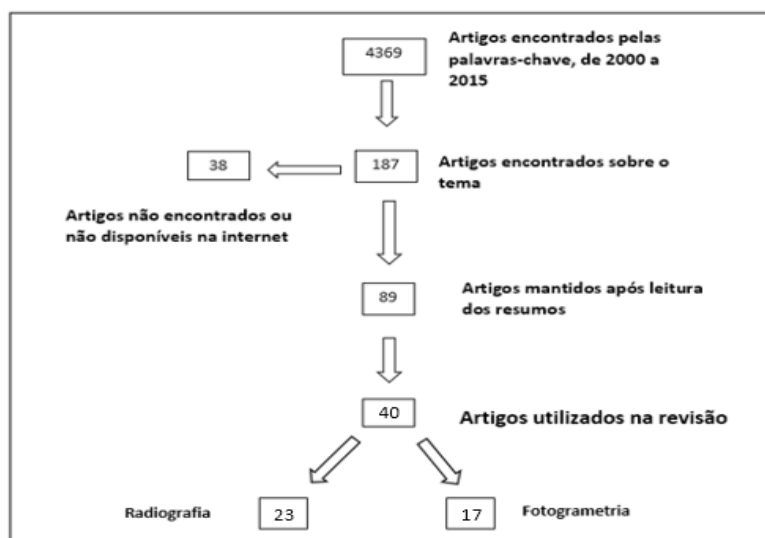 4369
Artigos encontrados pelas
palavras-chave, de 2000 a
2015
38
187
Artigos encontrados sobre o
tema
Artigos não encontrados ou
não disponíveis na internet
89
Artigos mantidos após leitura
dos resumos
40
Artigos utilizados na revisão
Radiografia
23
17
Fotogrametria